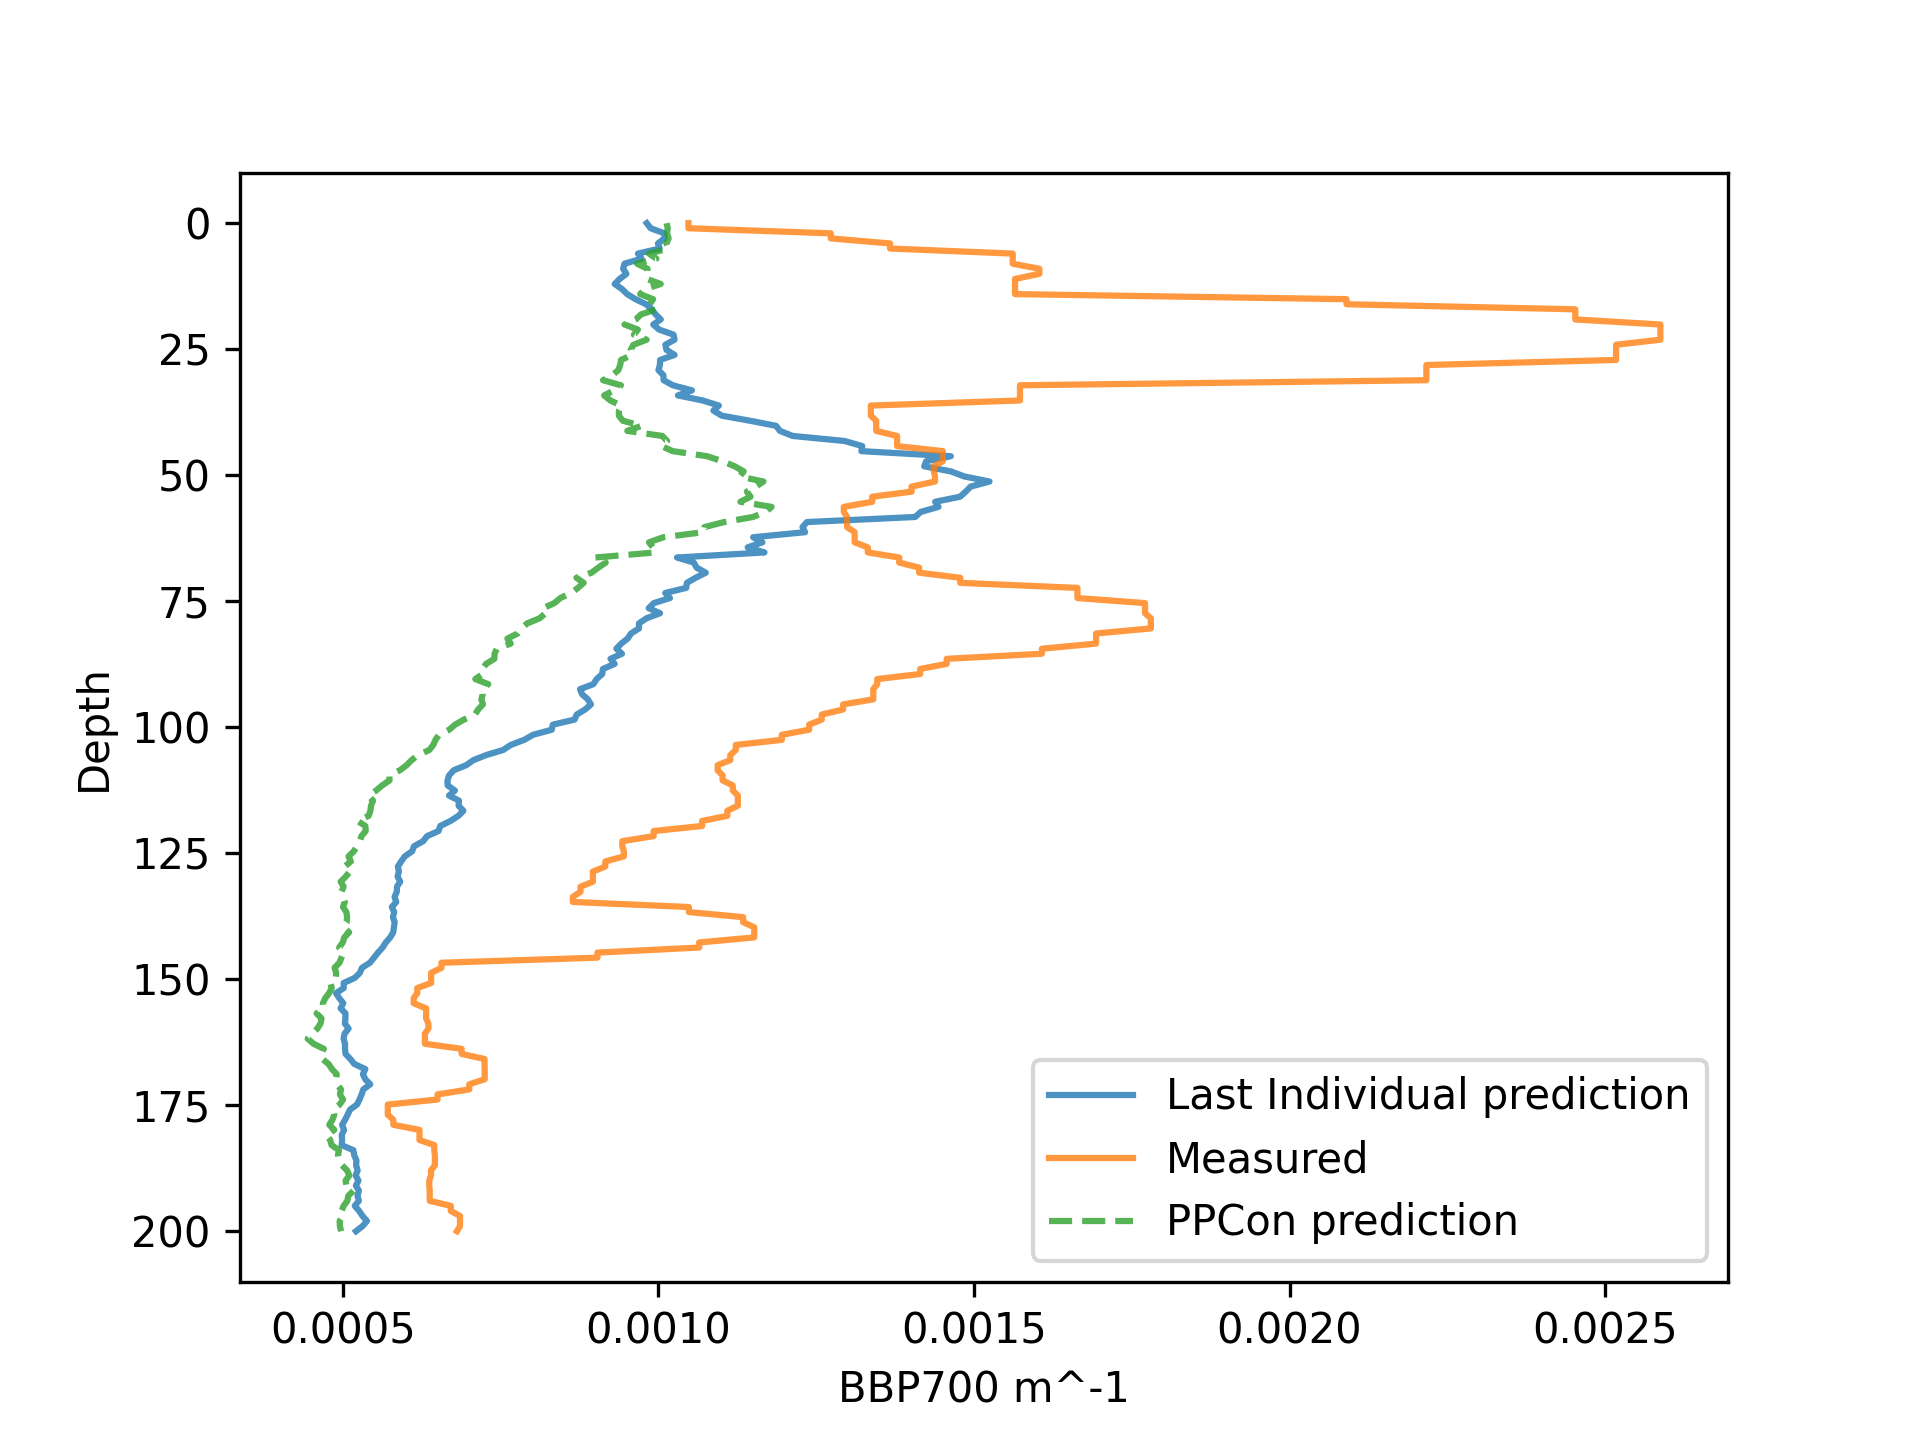 0
25
50
75
100
125
150
175
200
Depth
0.0005 0.0010 0.0015 0.0020 0.0025
BBP700 m^-1
Last Individual prediction
Measured
PPCon prediction